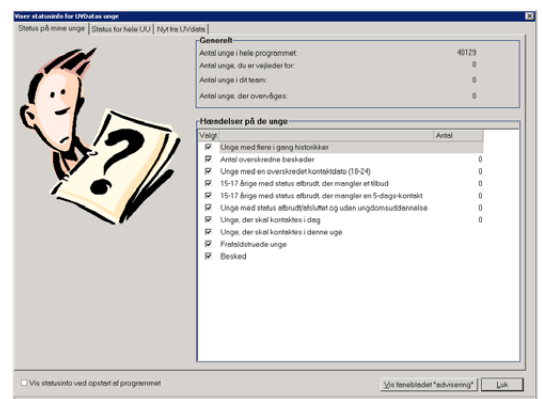 Viser statusinfo for UVDatas unge
Status på mine unge Status for hele UU Nyt fra UVdata
Generelt
Antal unge i hele programmet: 40129
Antal unge, du er vejleder for: 0
Antal unge i dit team: 0
Antal unge, der overvåges: 0
Hændelser på de unge
Valgt Antal
Unge med flere i gang historikker
Antal overskredne beskeder 0
Unge med en overskredet kontaktdato (18-24) 0
15-17 årige med status afbrudt, der mangler et tilbud 0
15-17 årige med status afbrudt, der mangler en 5-dags-kontakt 0
Unge med status afbrudt/afsluttet og uden ungdomsuddannelse 0
Unge, der skal kontaktes i dag 0
Unge, der skal kontaktes i denne uge
Frafaldstruede unge
Besked
Vis statusinfo ved opstart af programmet Vis fanebladet "advisering" Luk